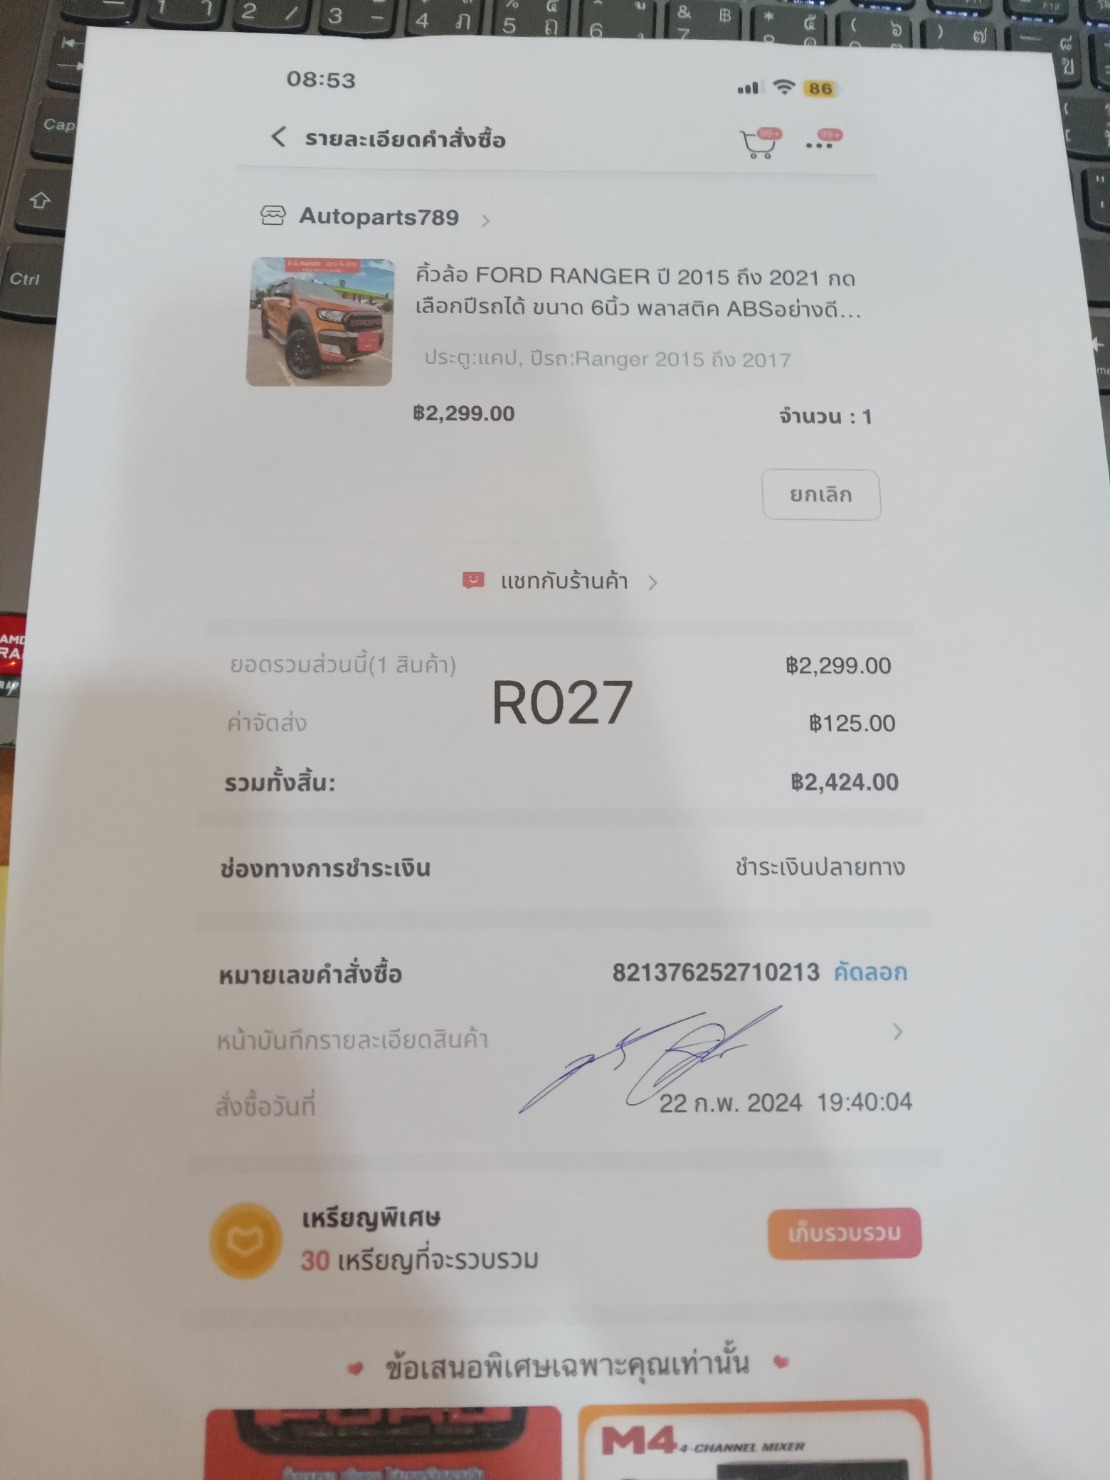 08:53
86
รายละเอียดคำสั่งซื้อ
99+
99+
Autoparts789
คิ้วล้อ FORD RANGER ปี 2015 ถึง 2021 กด
เลือกปีรถได้ ขนาด 6นิ้ว พลาสติค ABSอย่างดี...
ประตู:แคป, ปีรถ:Ranger 2015 ถึง 2017
฿2,299.00
จำนวน : 1
ยกเลิก
แชทกับร้านค้า
ยอดรวมส่วนนี้(1 สินค้า)
฿2,299.00
R027
ค่าจัดส่ง
฿125.00
รวมทั้งสิ้น:
฿2,424.00
ช่องทางการชำระเงิน
ชำระเงินปลายทาง
หมายเลขคำสั่งซื้อ
821376252710213 คัดลอก
หน้าบันทึกรายละเอียดสินค้า
สั่งซื้อวันที่
22 ก.พ. 2024 19:40:04
เหรียญพิเศษ
30 เหรียญที่จะรวบรวม
เก็บรวบรวม
ข้อเสนอพิเศษเฉพาะคุณเท่านั้น
M4 4-CHANNEL MIXER
Cap
Ctrl
AMD